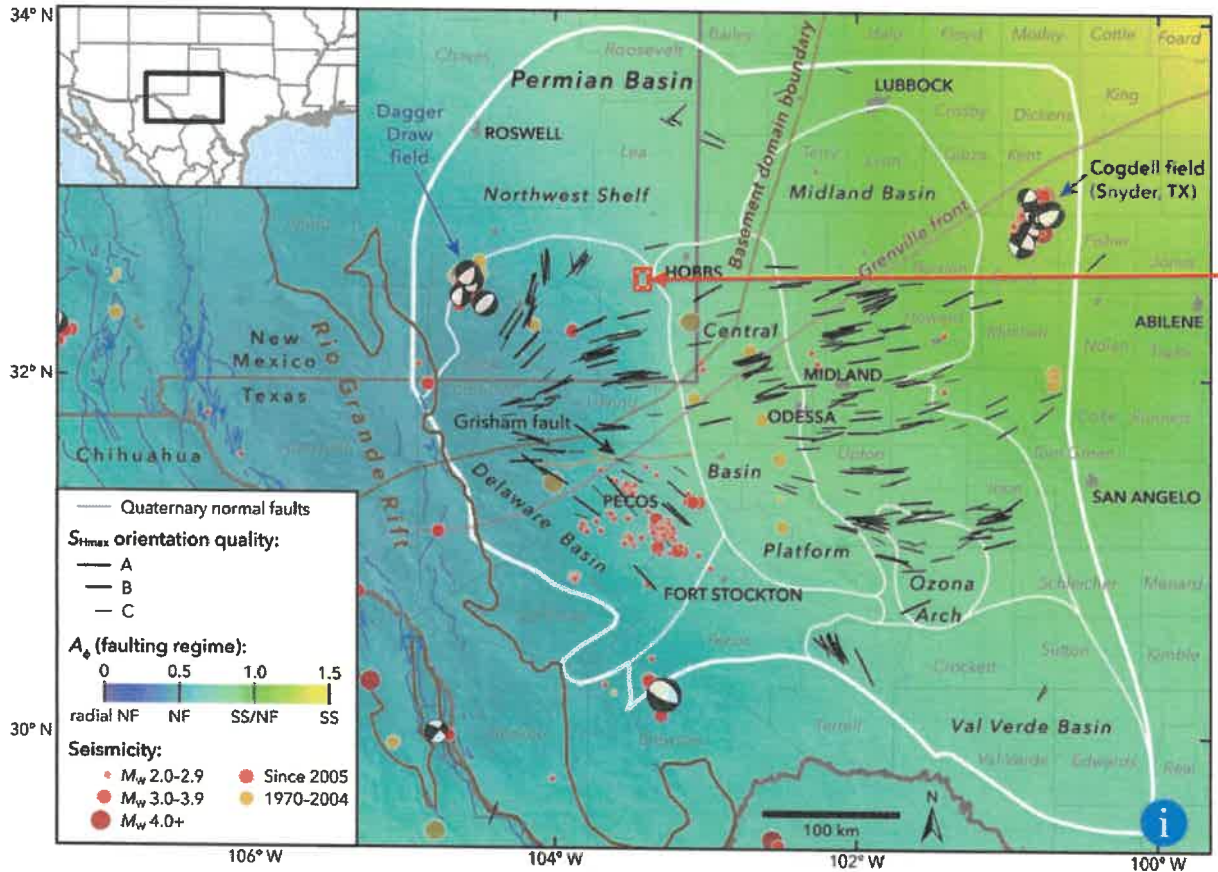 34° N
32° N
30° N
106° W
104° W
102° W
100° W
Permian Basin
Dagger
Draw
field
ROSWELL
Northwest Shelf
Chaves
Roosevelt
Bailey
Hale
Floyd
Motley
Cottle
Foard
LUBBOCK
Crosby
Dickens
King
Lea
Terry
Lynn
Garza
Kent
Basement domain boundary
Midland Basin
Grenville front
Cogdell field
(Snyder, TX)
Fisher
Jones
HOBBS
Howard
Mitchell
Nolan
Taylor
ABILENE
New
Mexico
Texas
Rio Grande Rift
Chihuahua
Central
Basin
Platform
MIDLAND
ODESSA
Upton
Coke
Runnels
Tom Green
Irion
SAN ANGELO
Grisham fault
Delaware Basin
PECOS
FORT STOCKTON
Pecos
Ozona
Arch
Schleicher
Menard
Crockett
Sutton
Kimble
Terrell
Val Verde Basin
Val Verde
Edwards
Real
Brewster
Quaternary normal faults
SHmax orientation quality:
A
B
C
Aϕ (faulting regime):
0 0.5 1.0 1.5
radial NF NF SS/NF SS
Seismicity:
Mw 2.0-2.9
Mw 3.0-3.9
Mw 4.0+
Since 2005
1970-2004
100 km
N
i